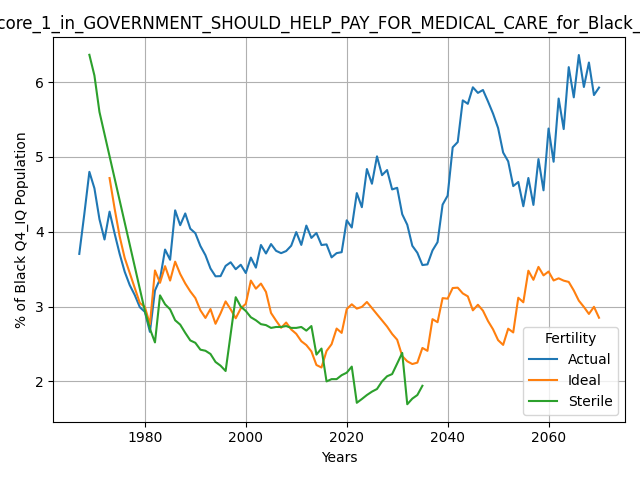 core_1_in_GOVERNMENT_SHOULD_HELP_PAY_FOR_MEDICAL_CARE_for_Black_
% of Black Q4_IQ Population
6
5
4
3
2
Fertility
Actual
Ideal
Sterile
1980 2000 2020 2040 2060
Years